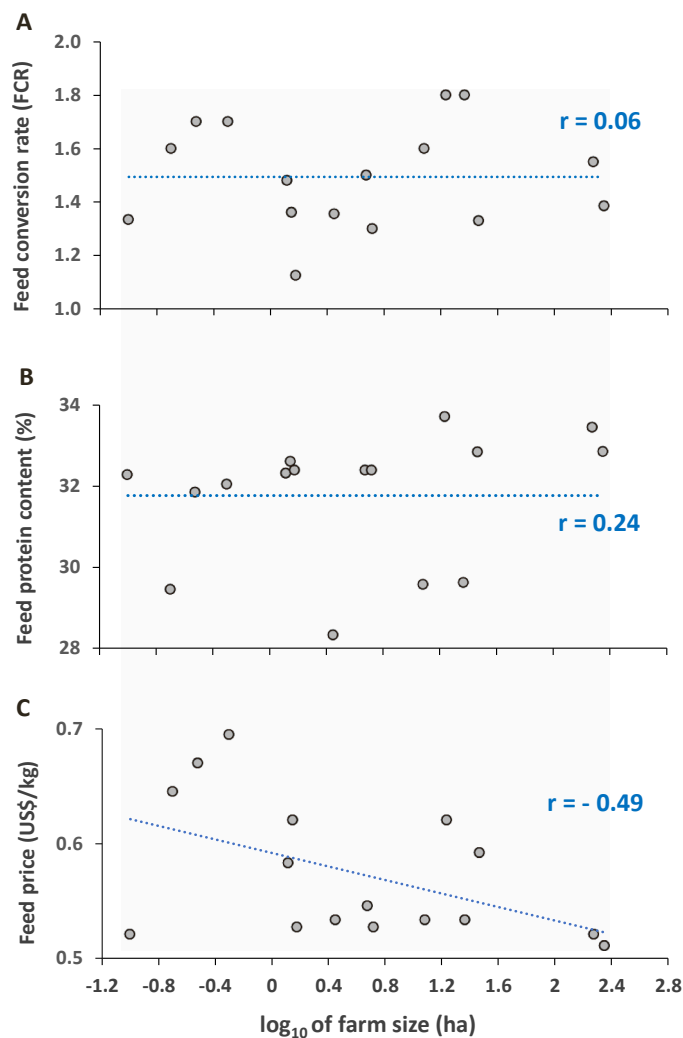 A
Feed conversion rate (FCR)
2.0
1.8
1.6
1.4
1.2
1.0
r = 0.06
B
Feed protein content (%)
34
32
30
28
r = 0.24
C
Feed price (US$/kg)
0.7
0.6
0.5
r = - 0.49
-1.2 -0.8 -0.4 0 0.4 0.8 1.2 1.6 2.0 2.4 2.8
log₁₀ of farm size (ha)